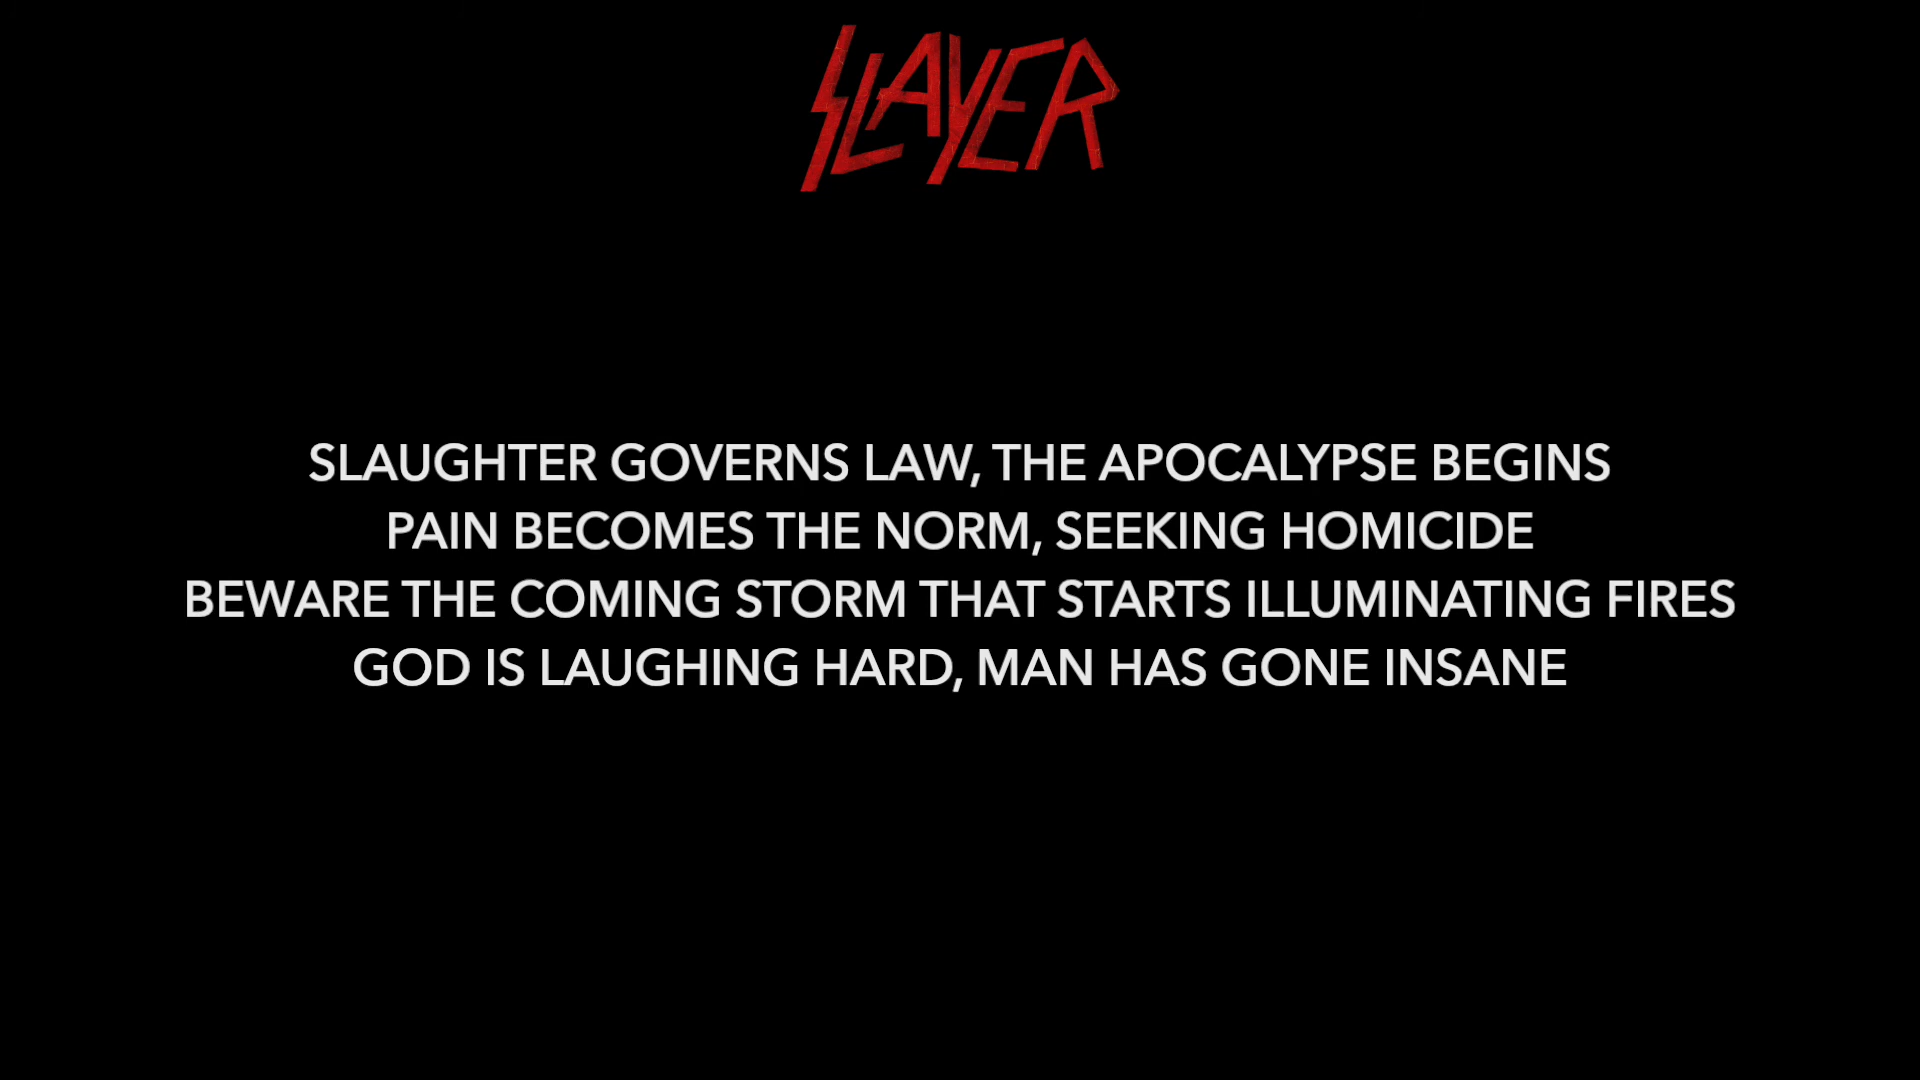 SLAYER
SLAUGHTER GOVERNS LAW, THE APOCALYPSE BEGINS
PAIN BECOMES THE NORM, SEEKING HOMICIDE
BEWARE THE COMING STORM THAT STARTS ILLUMINATING FIRES
GOD IS LAUGHING HARD, MAN HAS GONE INSANE